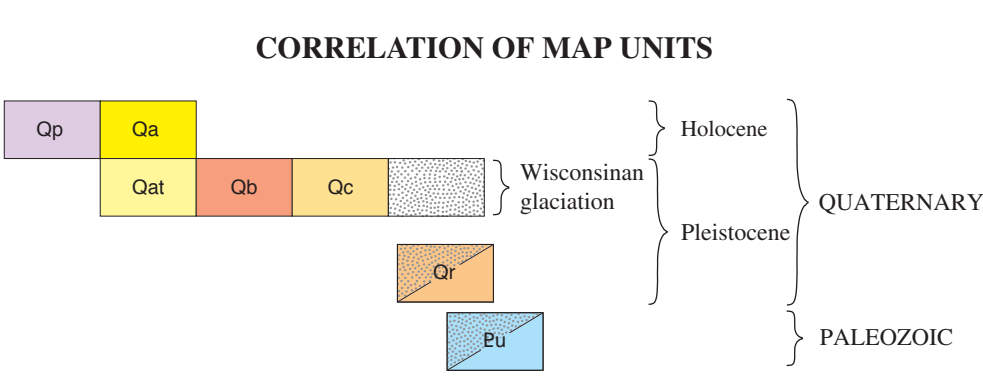 CORRELATION OF MAP UNITS
Qp
Qa
Holocene
Qat
Qb
Qc
Wisconsinan
glaciation
QUATERNARY
Pleistocene
Qr
Pu
PALEOZOIC